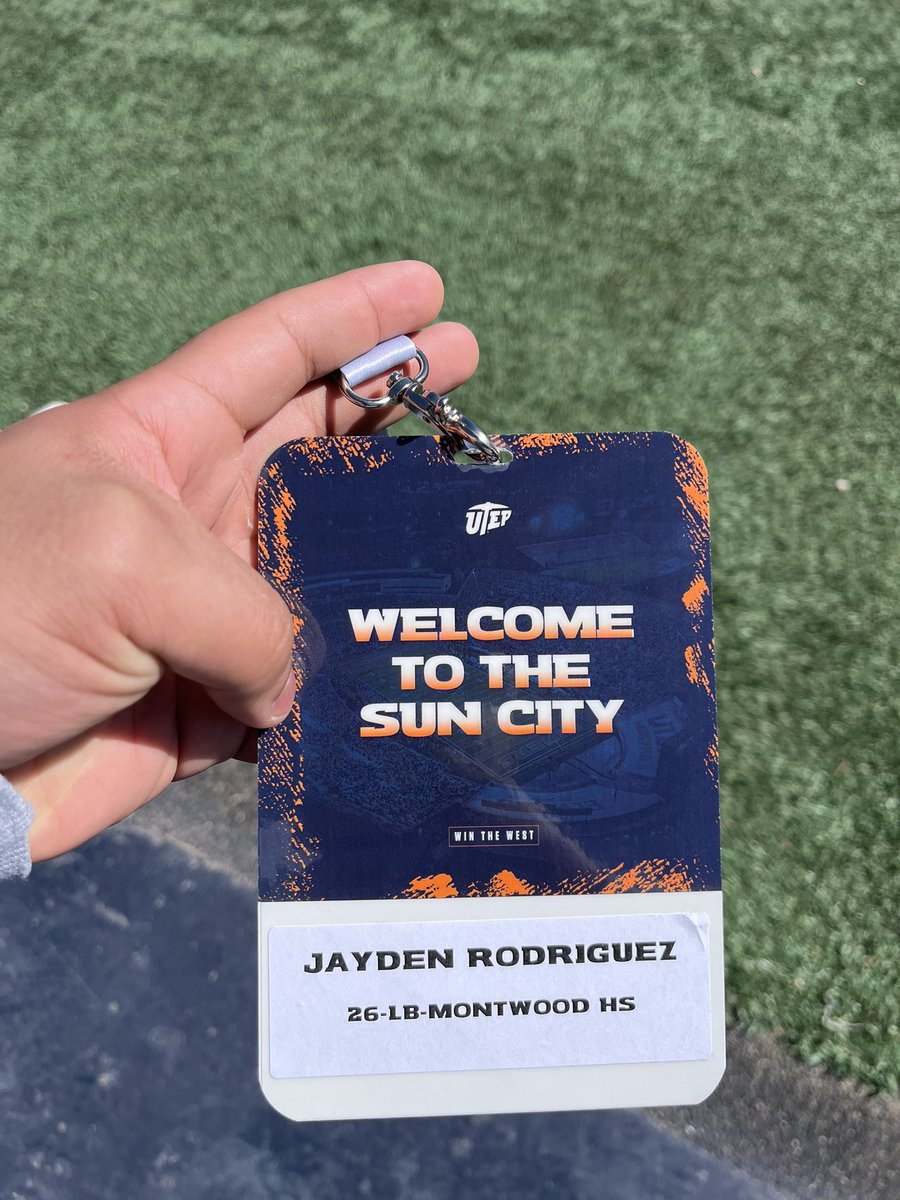 UTEP
WELCOME
TO THE
SUN CITY
WIN THE WEST
JAYDEN RODRIGUEZ
26-LB-MONTWOOD HS